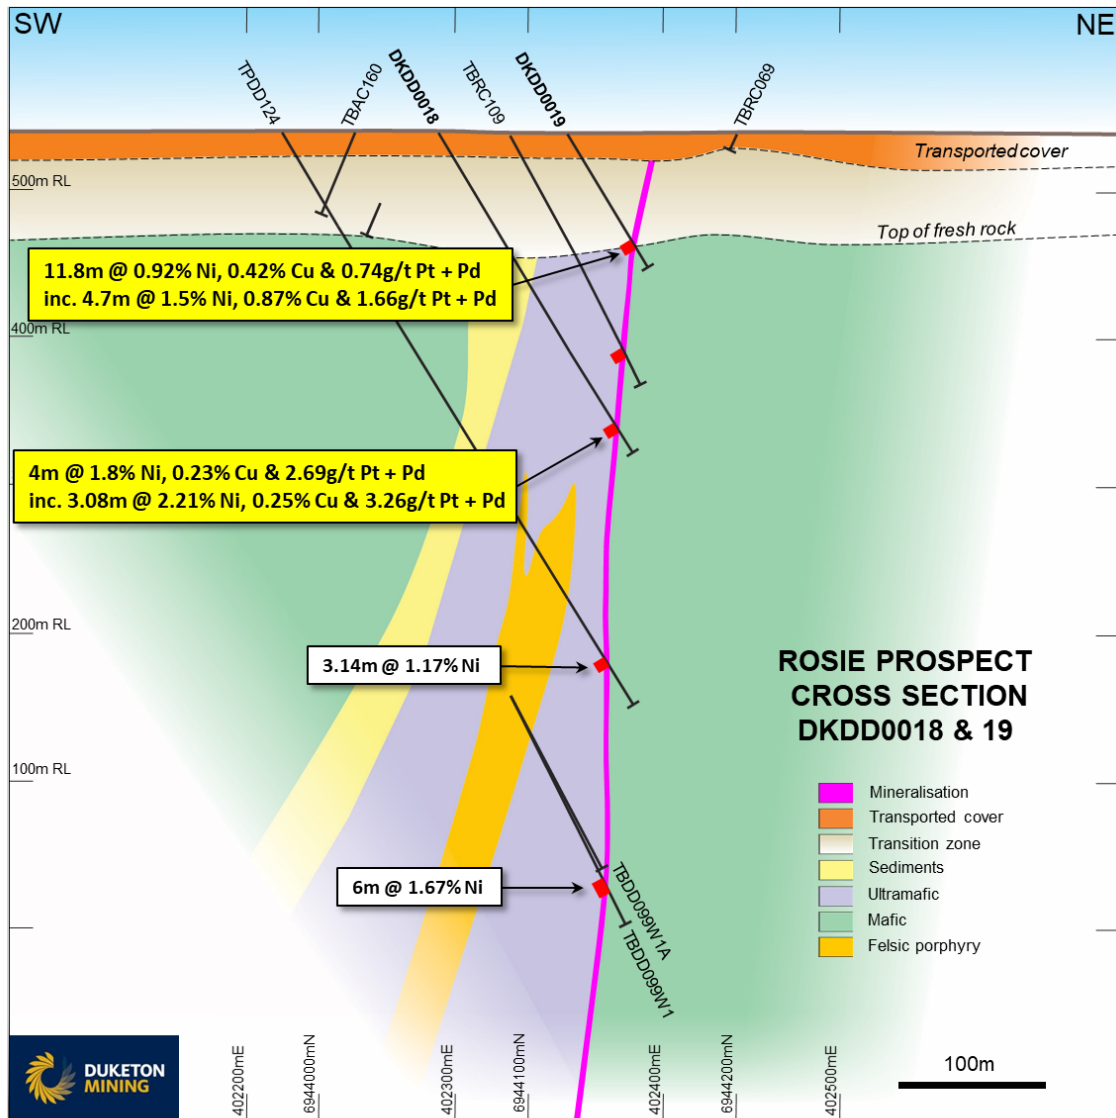 SW
NE
TPDD124
TBAC160
DKDD0018
TBRC109
DKDD0019
TBRC069
Transported cover
500m RL
Top of fresh rock
11.8m @ 0.92% Ni, 0.42% Cu & 0.74g/t Pt + Pd
inc. 4.7m @ 1.5% Ni, 0.87% Cu & 1.66g/t Pt + Pd
400m RL
4m @ 1.8% Ni, 0.23% Cu & 2.69g/t Pt + Pd
inc. 3.08m @ 2.21% Ni, 0.25% Cu & 3.26g/t Pt + Pd
200m RL
3.14m @ 1.17% Ni
ROSIE PROSPECT
CROSS SECTION
DKDD0018 & 19
100m RL
Mineralisation
Transported cover
Transition zone
Sediments
Ultramafic
Mafic
Felsic porphyry
6m @ 1.67% Ni
TBDD099W1A
TBDD099W1
DUKETON
MINING
402200mE
6944000mN
402300mE
6944100mN
402400mE
6944200mN
402500mE
100m